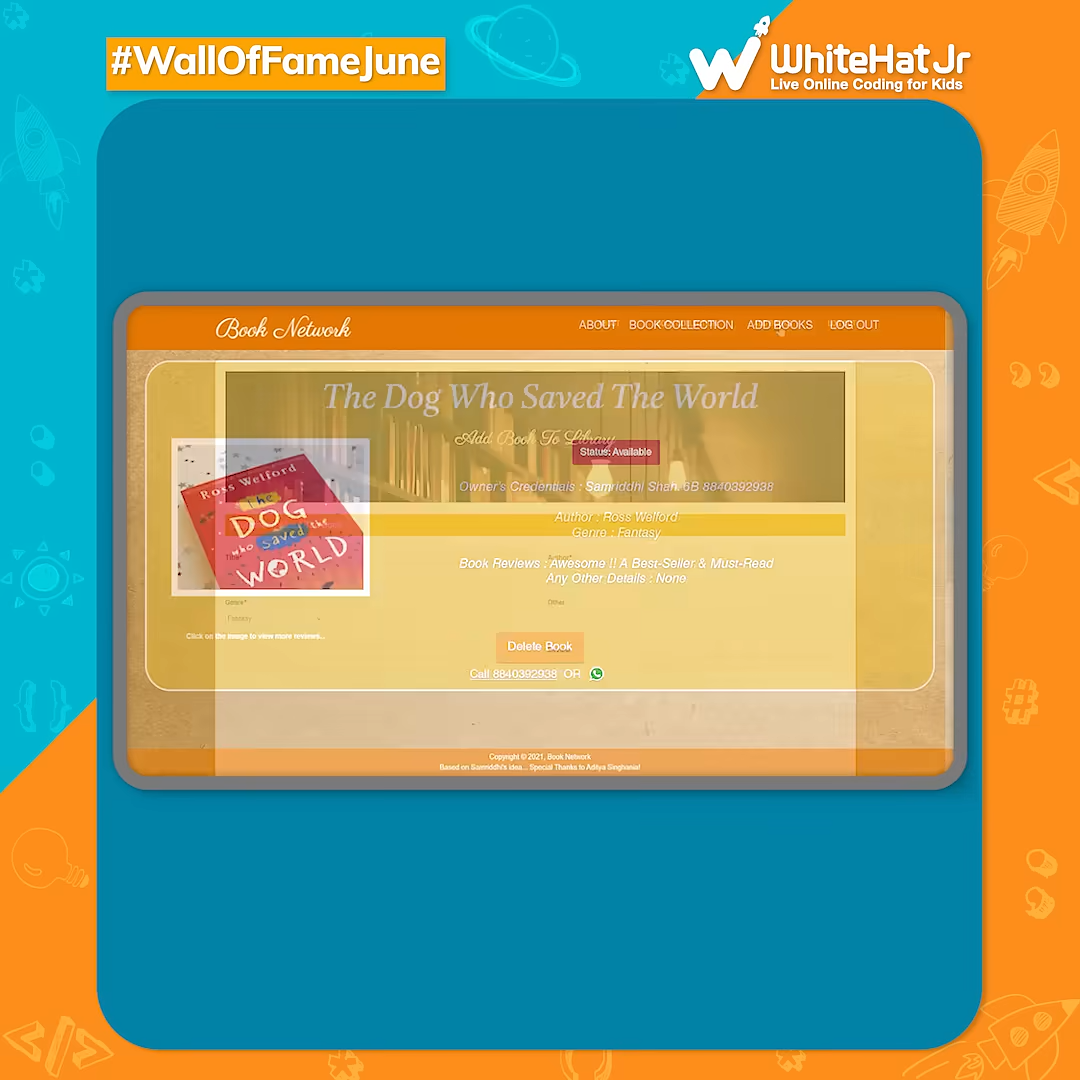 #WallOfFameJune
WhiteHat Jr
Live Online Coding for Kids
Book Network
ABOUT BOOK COLLECTION ADD BOOKS LOG OUT
The Dog Who Saved The World
Add Book To Library
Status: Available
Owner's Credentials : Samriddhi Shah. 6B 8840392938
Ross Welford
The
DOG
who saved the
WORLD
Author : Ross Welford
Genre : Fantasy
Title
Author*
Book Reviews : Awesome !! A Best-Seller & Must-Read
Any Other Details : None
Genre*
Other
Fantasy
Click on the image to view more reviews...
Delete Book
Call 8840392938 OR
Copyright © 2021, Book Network
Based on Samriddhi's idea... Special Thanks to Aditya Singhania!